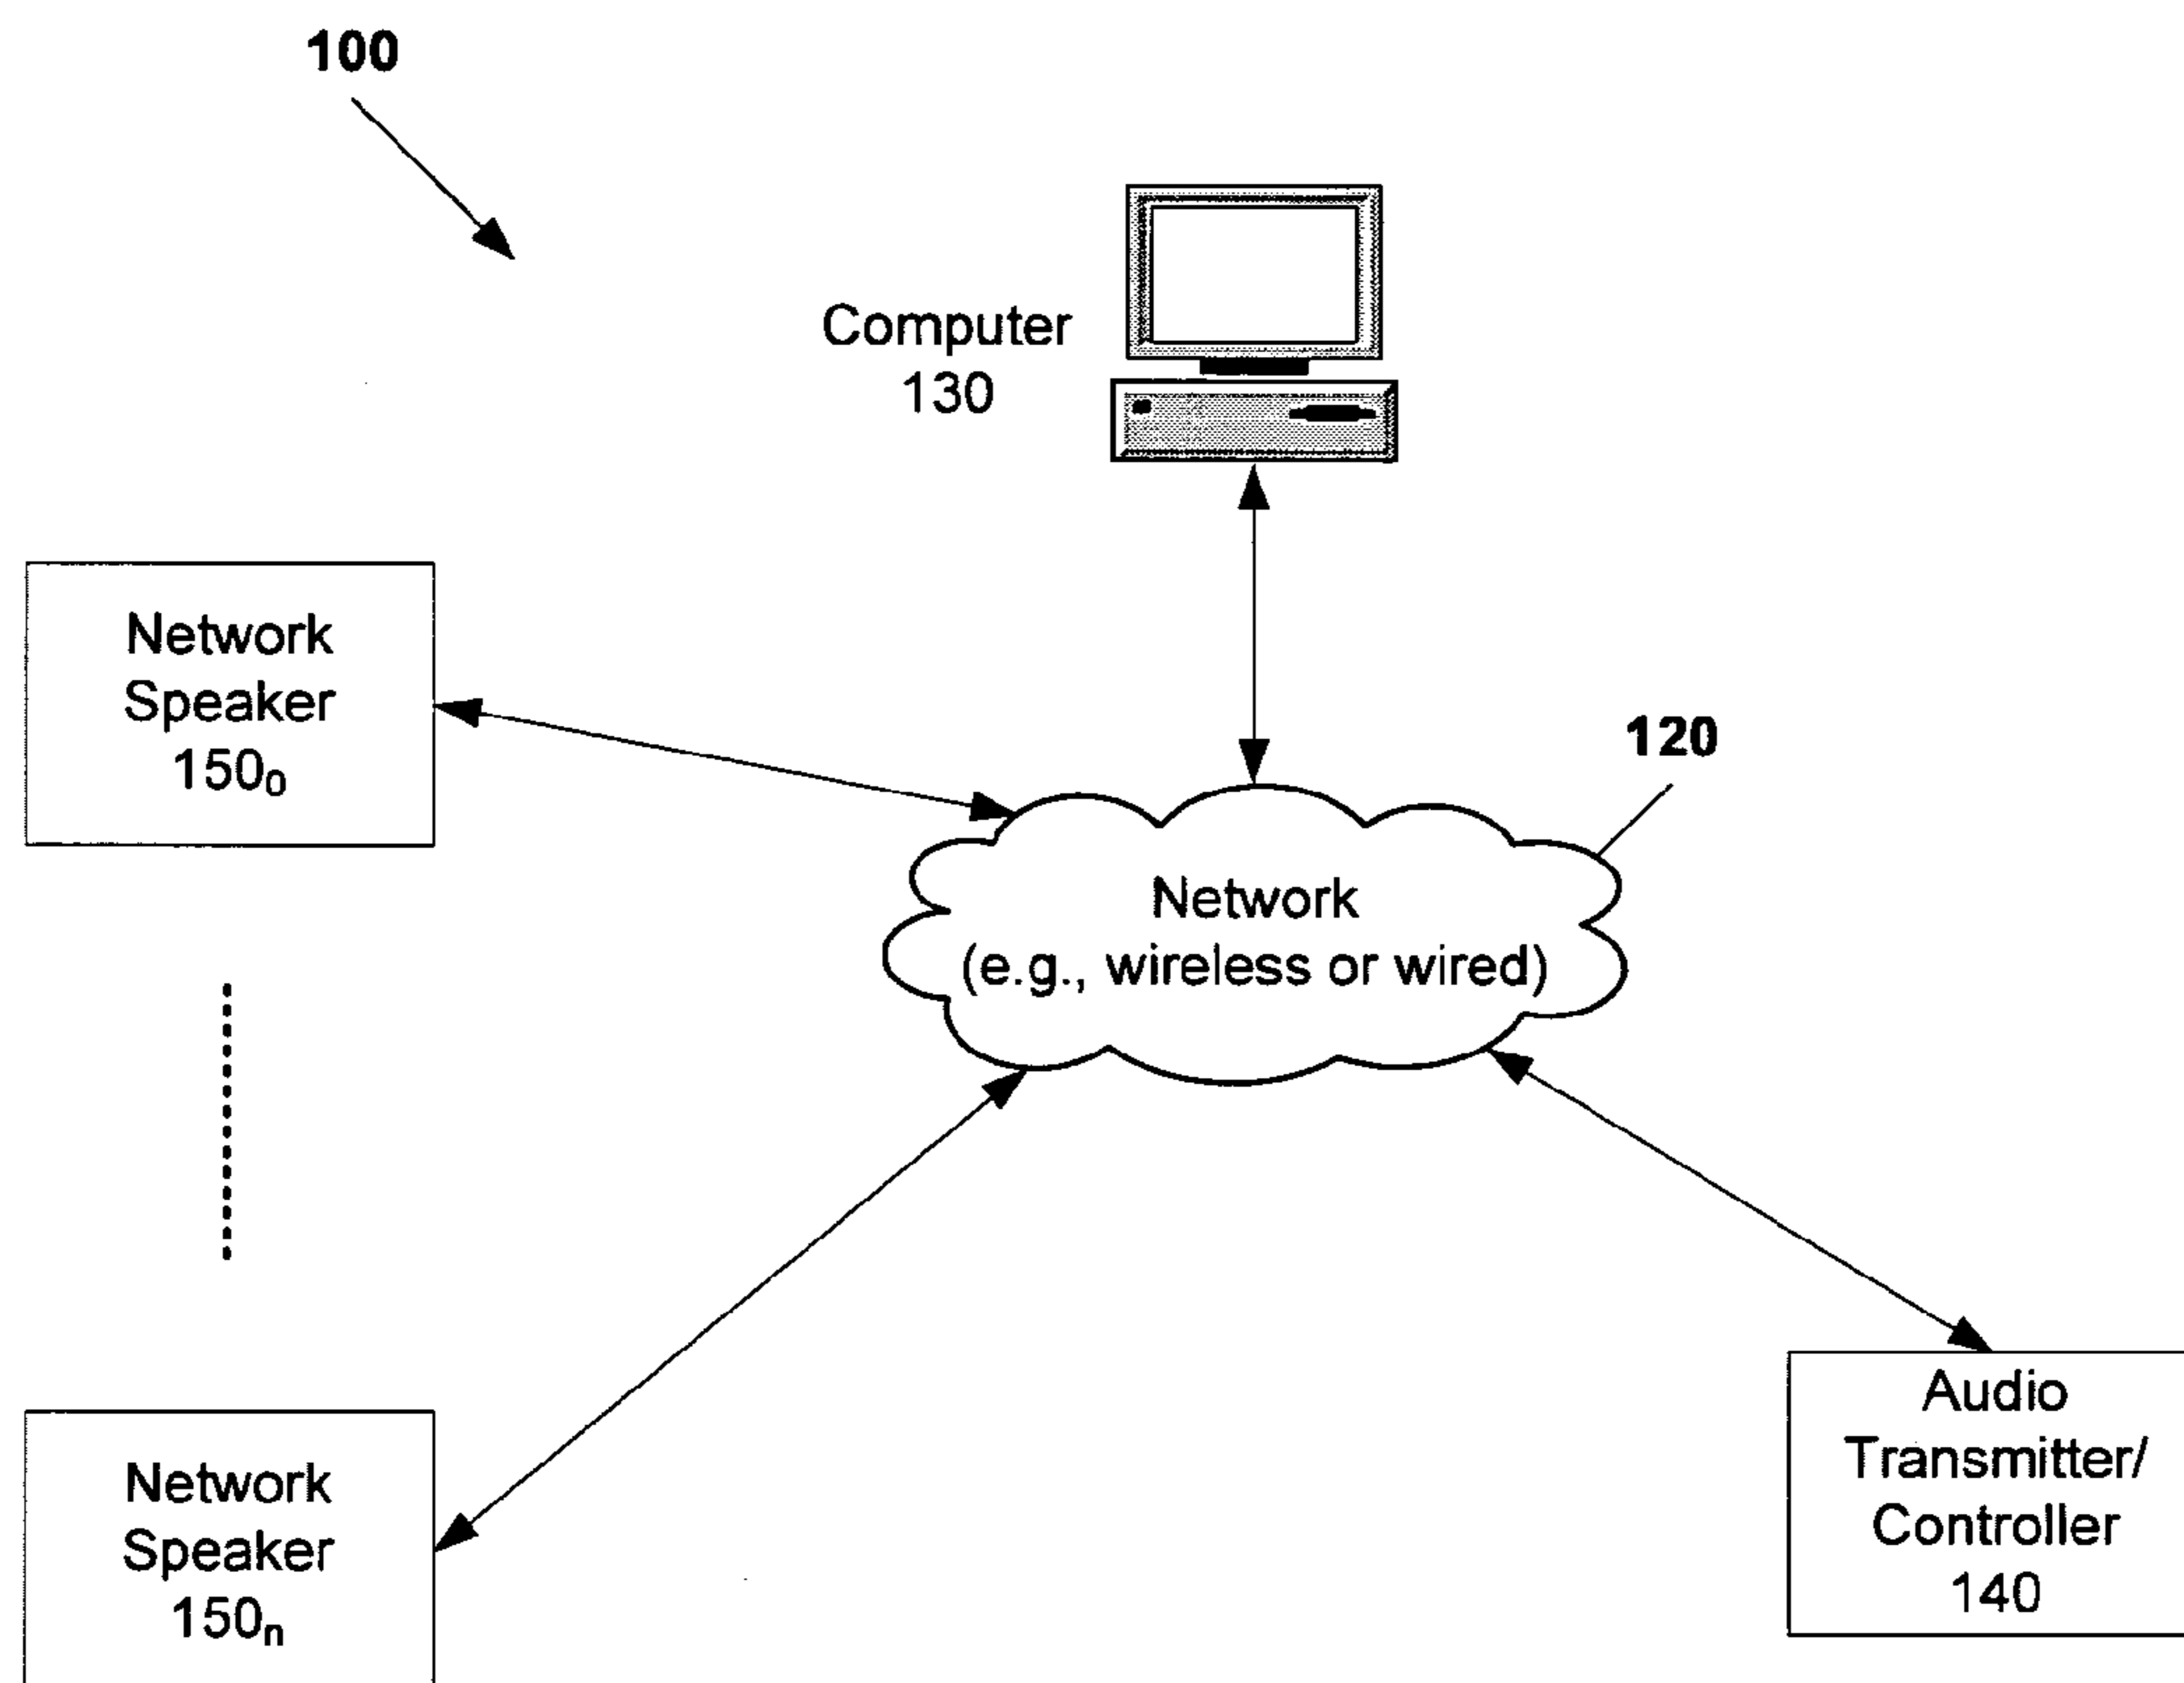 100
Computer
130
Network
Speaker
150₀
120
Network
(e.g., wireless or wired)
Network
Speaker
150ₙ
Audio
Transmitter/
Controller
140